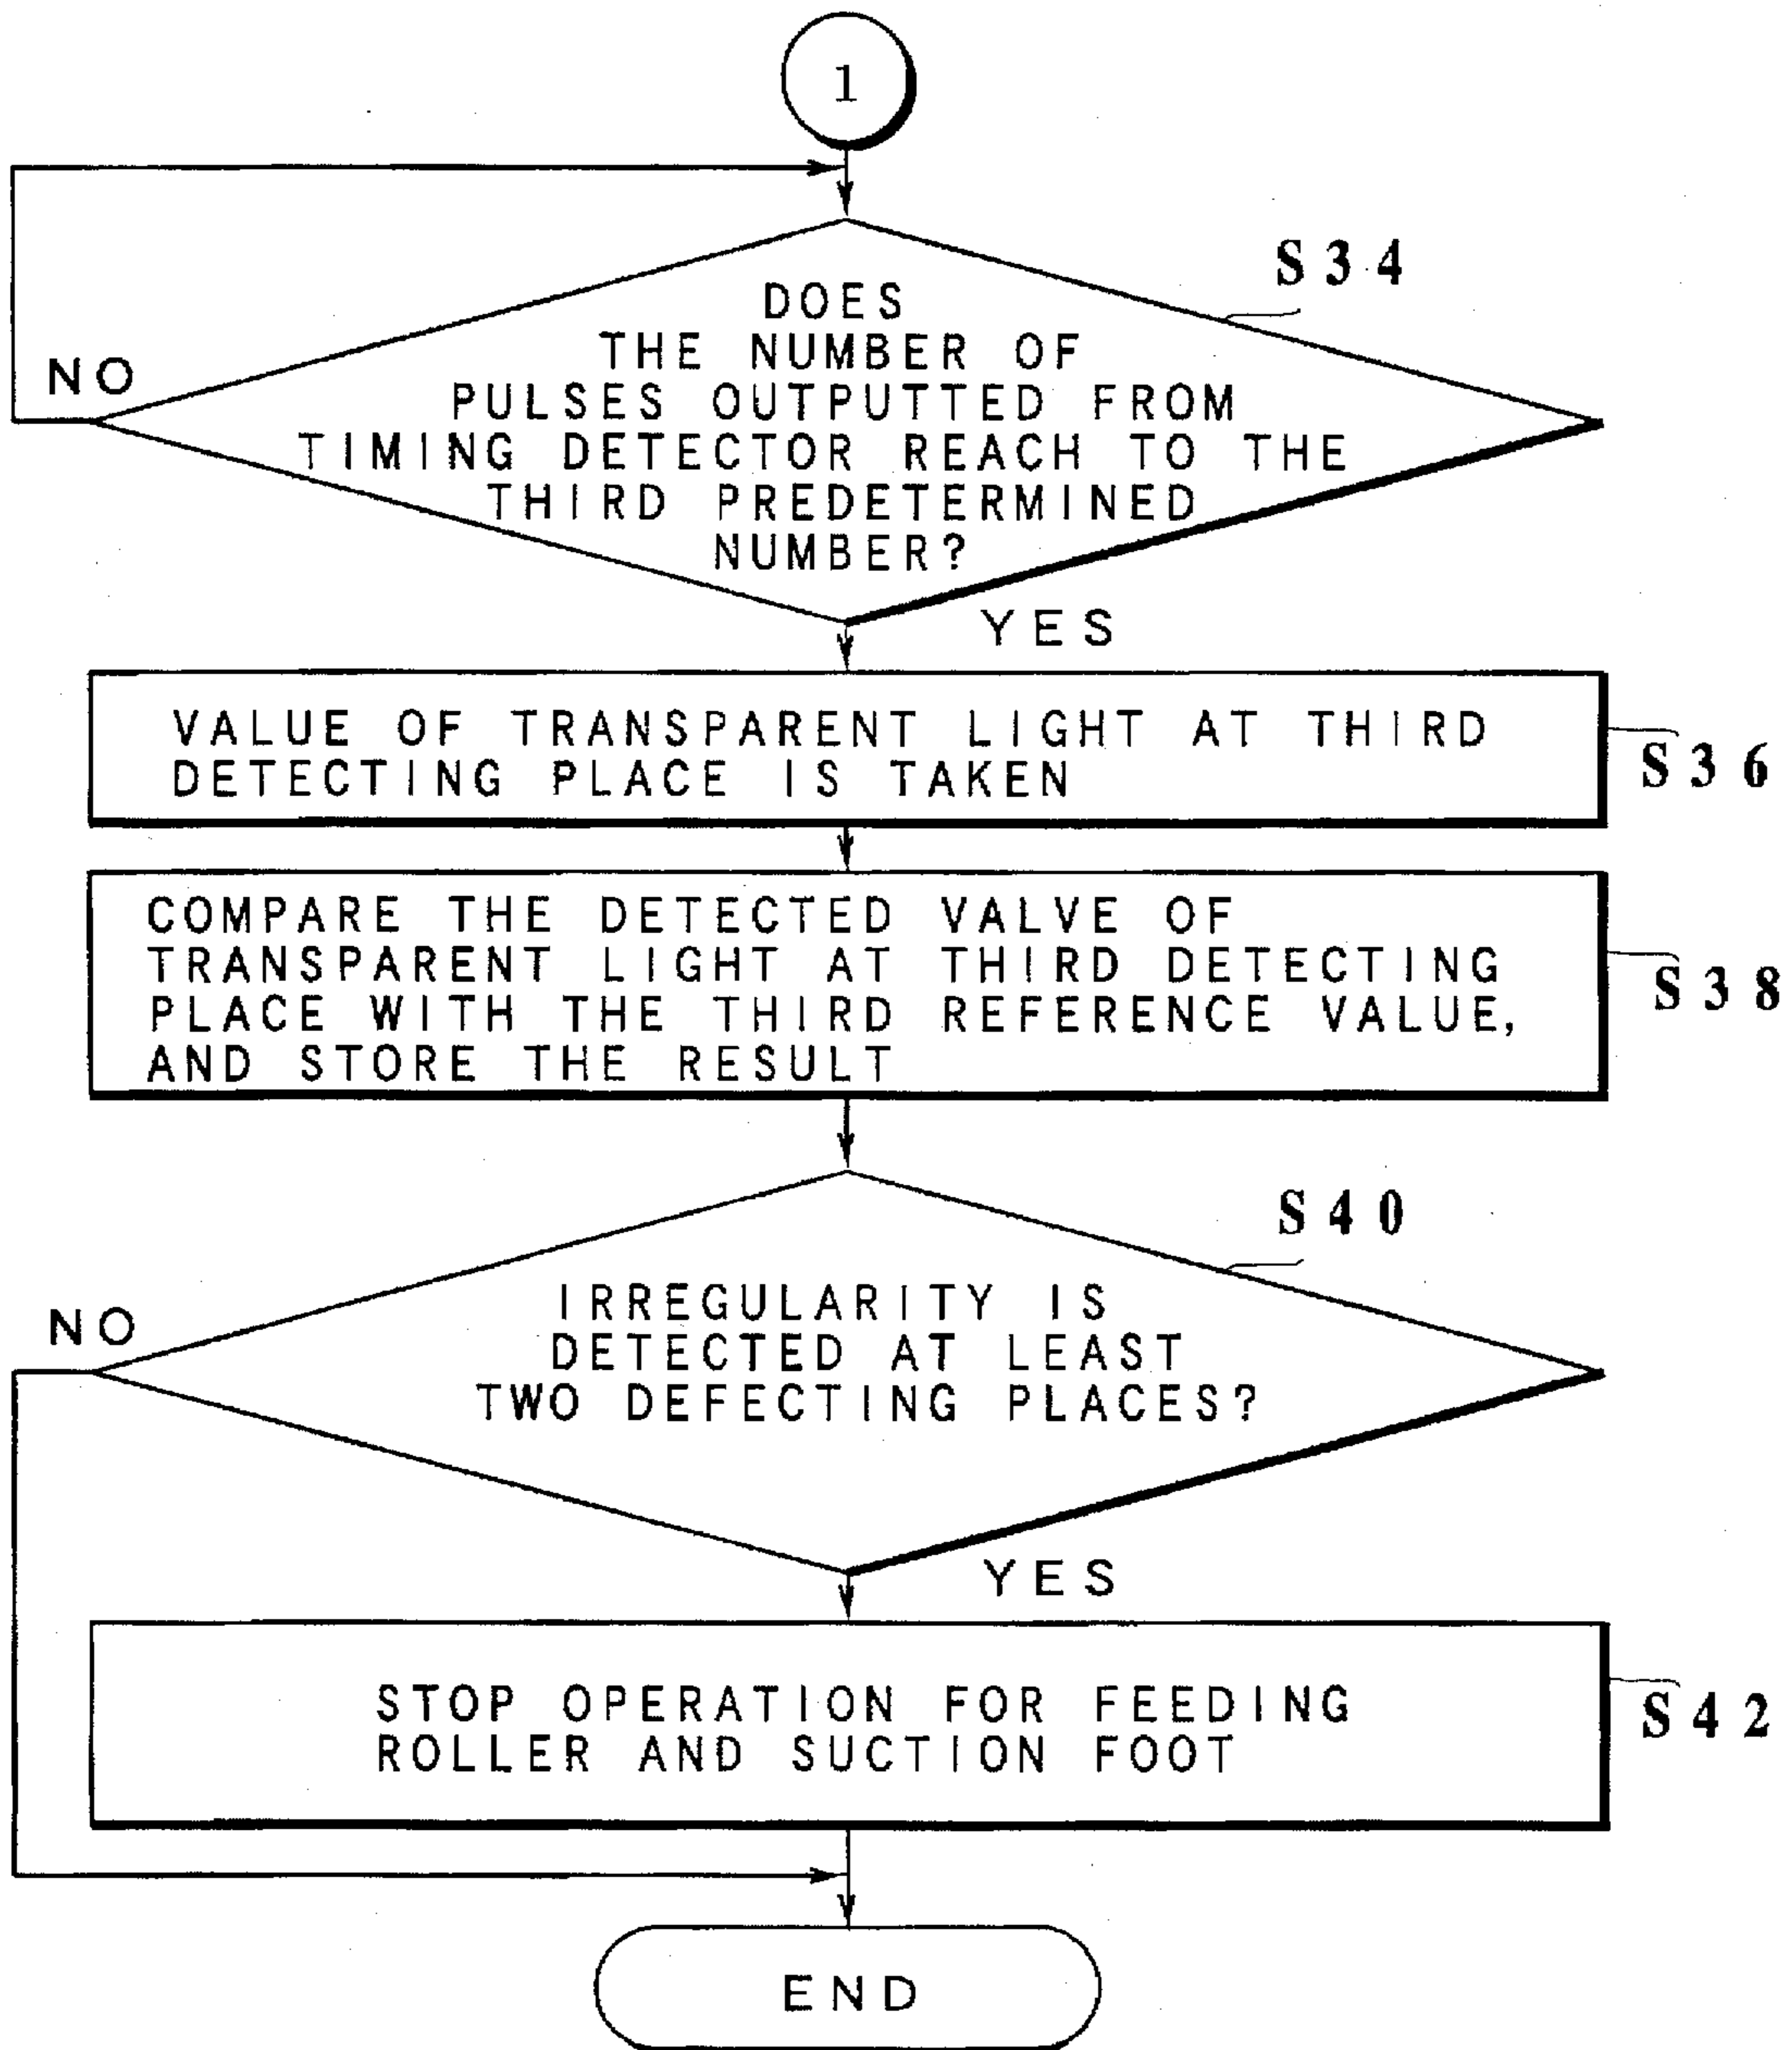 1
S34
DOES
THE NUMBER OF
PULSES OUTPUTTED FROM
TIMING DETECTOR REACH TO THE
THIRD PREDETERMINED
NUMBER?
NO
YES
VALUE OF TRANSPARENT LIGHT AT THIRD
DETECTING PLACE IS TAKEN
S36
COMPARE THE DETECTED VALVE OF
TRANSPARENT LIGHT AT THIRD DETECTING
PLACE WITH THE THIRD REFERENCE VALUE,
AND STORE THE RESULT
S38
S40
IRREGULARITY IS
DETECTED AT LEAST
TWO DEFECTING PLACES?
NO
YES
STOP OPERATION FOR FEEDING
ROLLER AND SUCTION FOOT
S42
END